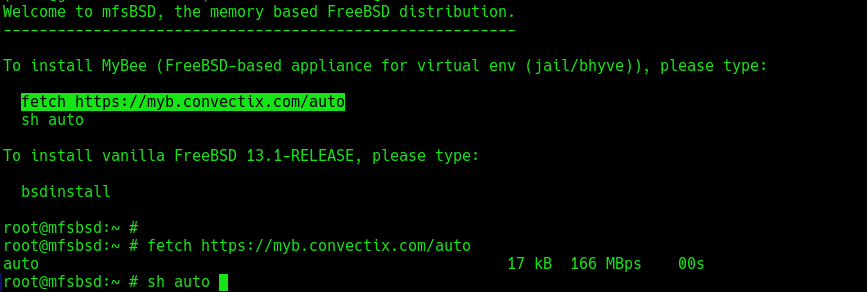 Welcome to mfsBSD, the memory based FreeBSD distribution.
---------------------------------------------------------
To install MyBee (FreeBSD-based appliance for virtual env (jail/bhyve)), please type:
fetch https://myb.convectix.com/auto
sh auto
To install vanilla FreeBSD 13.1-RELEASE, please type:
bsdinstall
root@mfsbsd:~ #
root@mfsbsd:~ # fetch https://myb.convectix.com/auto
auto 17 kB 166 MBps 00s
root@mfsbsd:~ # sh auto